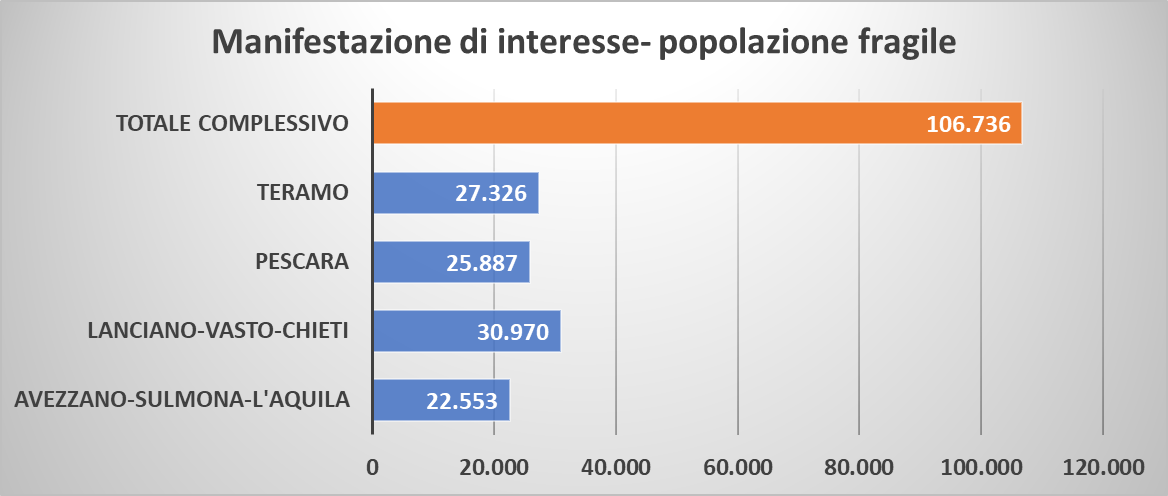 Manifestazione di interesse- popolazione fragile
TOTALE COMPLESSIVO 106.736
TERAMO 27.326
PESCARA 25.887
LANCIANO-VASTO-CHIETI 30.970
AVEZZANO-SULMONA-L'AQUILA 22.553
0 20.000 40.000 60.000 80.000 100.000 120.000